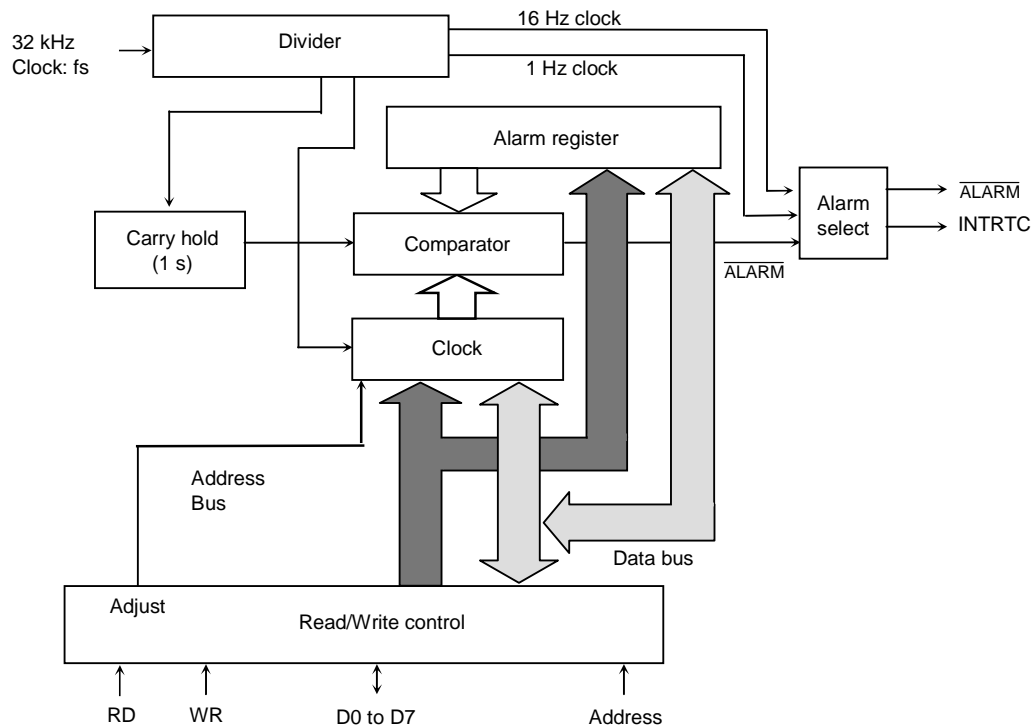 16 Hz clock
32 kHz
Clock: fs
Divider
1 Hz clock
Alarm register
Alarm
select
ALARM
INTRTC
Carry hold
(1 s)
Comparator
ALARM
Clock
Address
Bus
Data bus
Adjust
Read/Write control
RD
WR
D0 to D7
Address